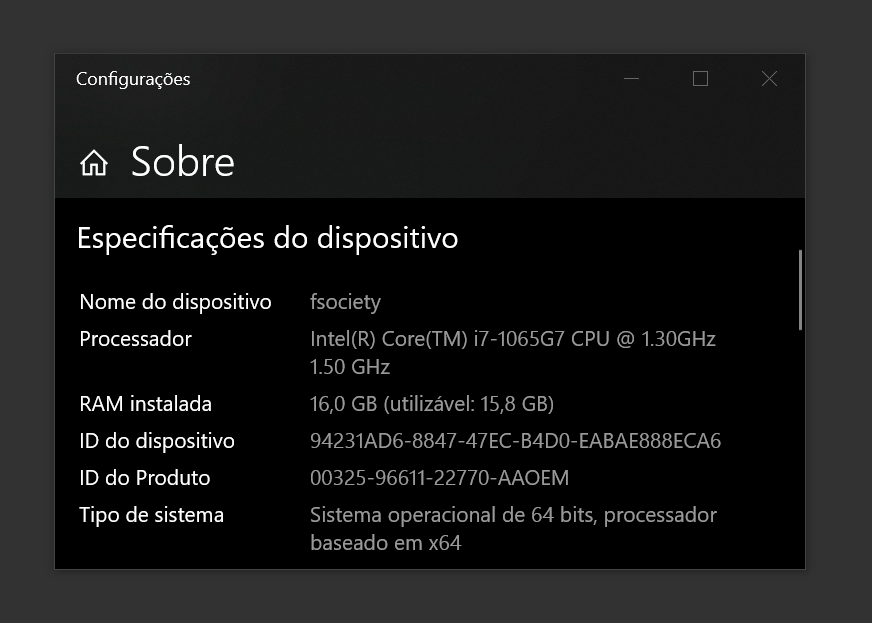 Configurações
Sobre
Especificações do dispositivo
Nome do dispositivo fsociety
Processador Intel(R) Core(TM) i7-1065G7 CPU @ 1.30GHz
1.50 GHz
RAM instalada 16,0 GB (utilizável: 15,8 GB)
ID do dispositivo 94231AD6-8847-47EC-B4D0-EABAE888ECA6
ID do Produto 00325-96611-22770-AAOEM
Tipo de sistema Sistema operacional de 64 bits, processador
baseado em x64